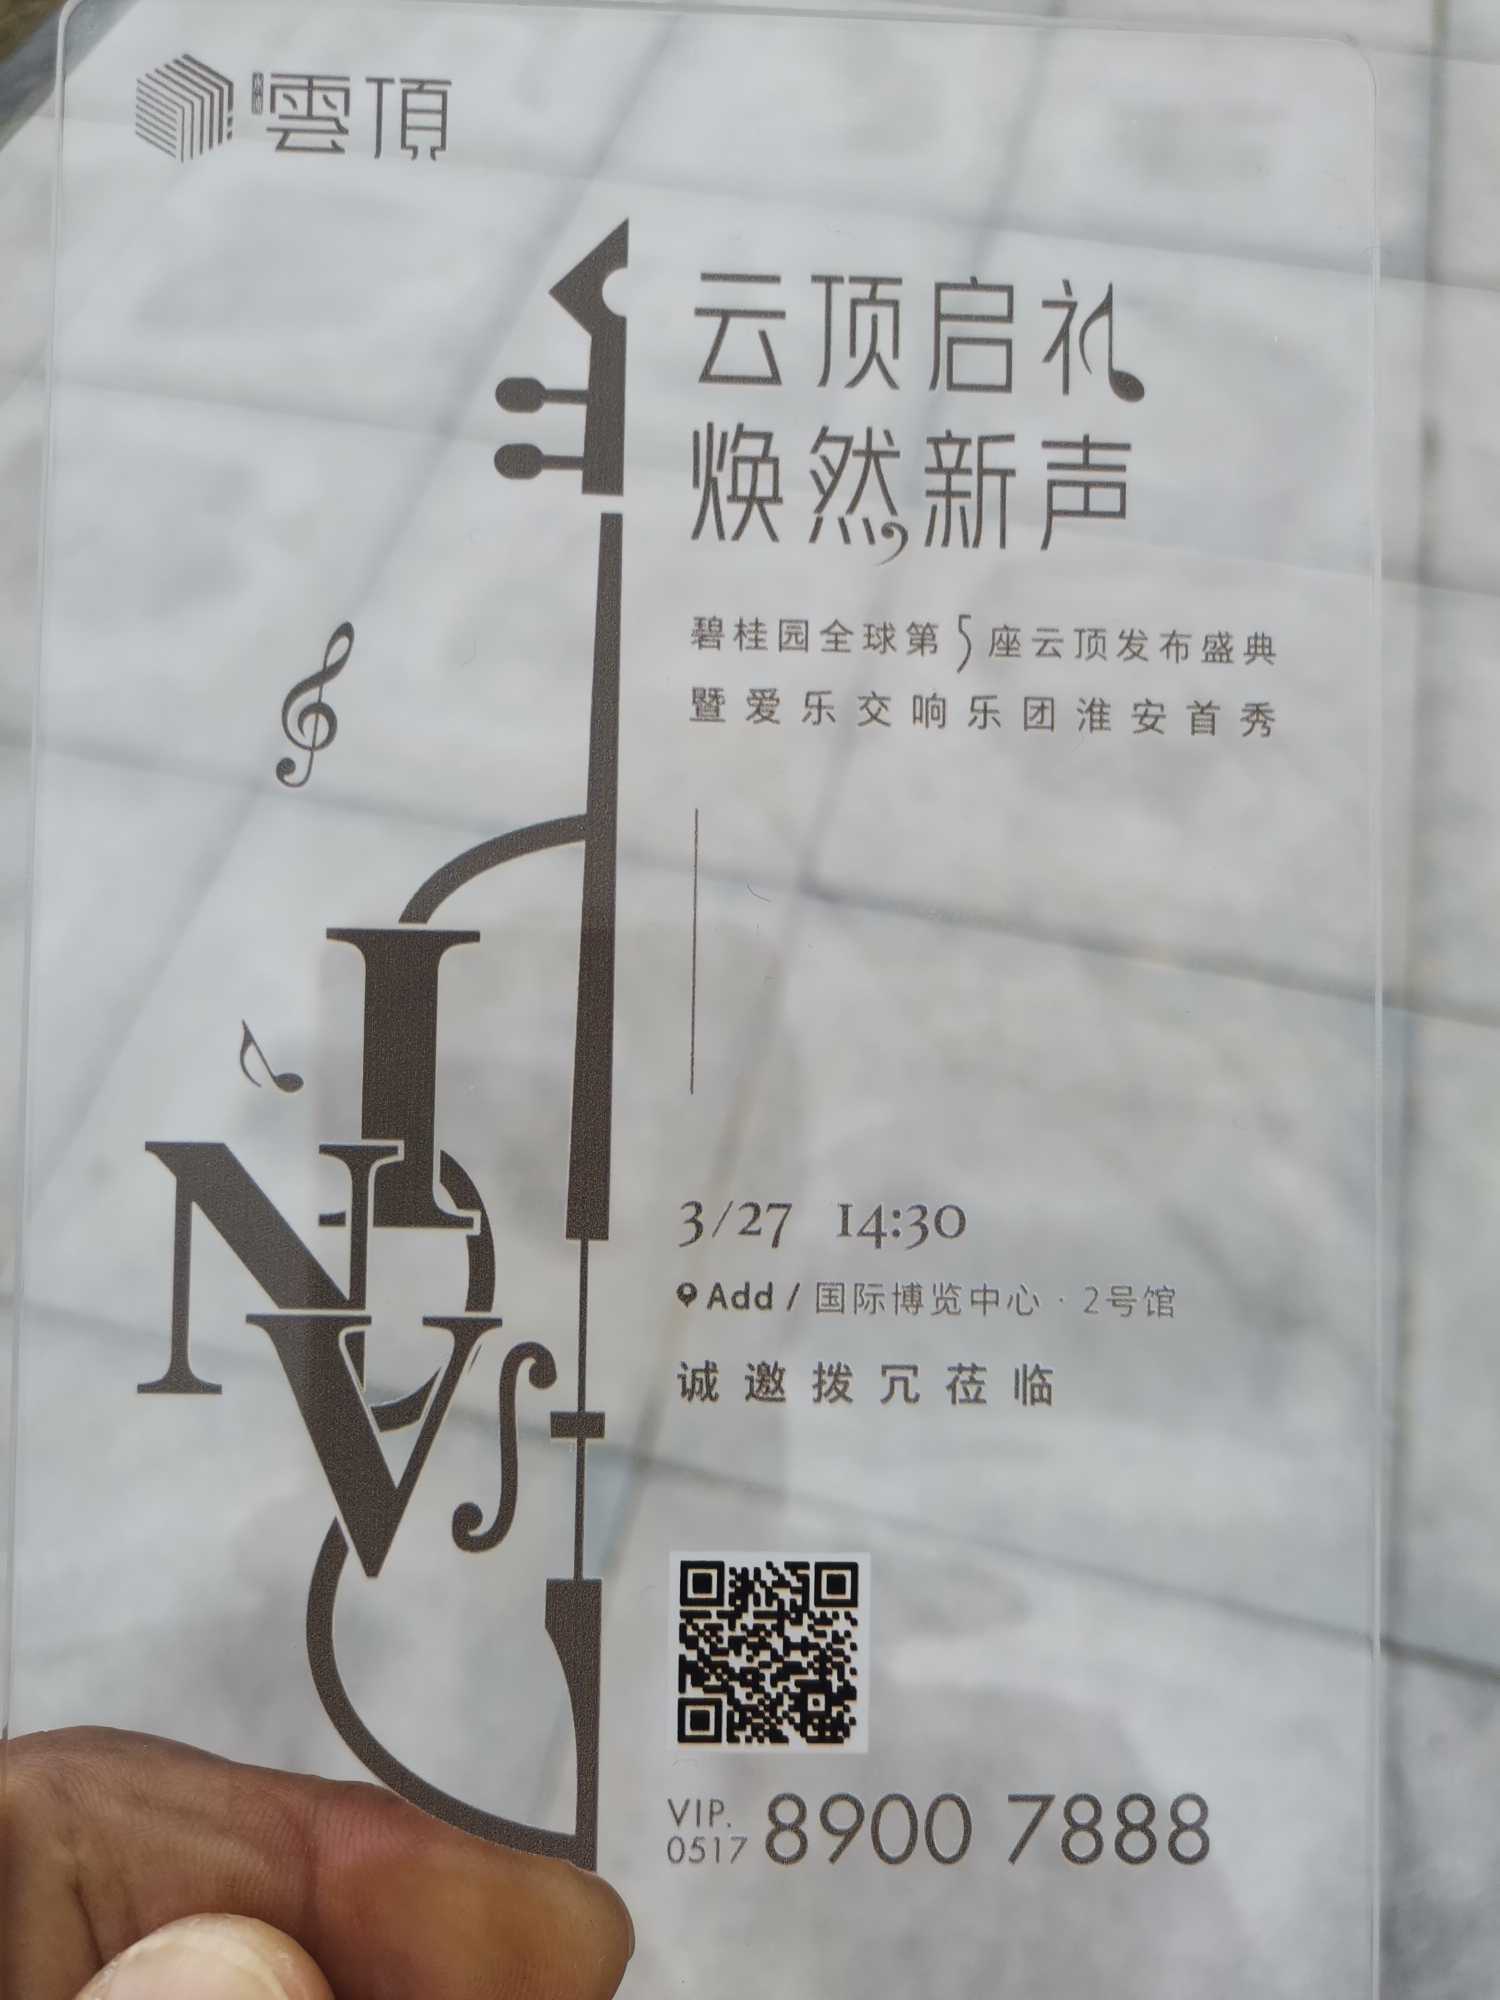 雲頂
云顶启礼
焕然新声
碧桂园全球第5座云顶发布盛典
暨爱乐交响乐团淮安首秀
INVS
3/27 14:30
Add / 国际博览中心 · 2号馆
诚邀拨冗莅临
VIP.
0517 8900 7888